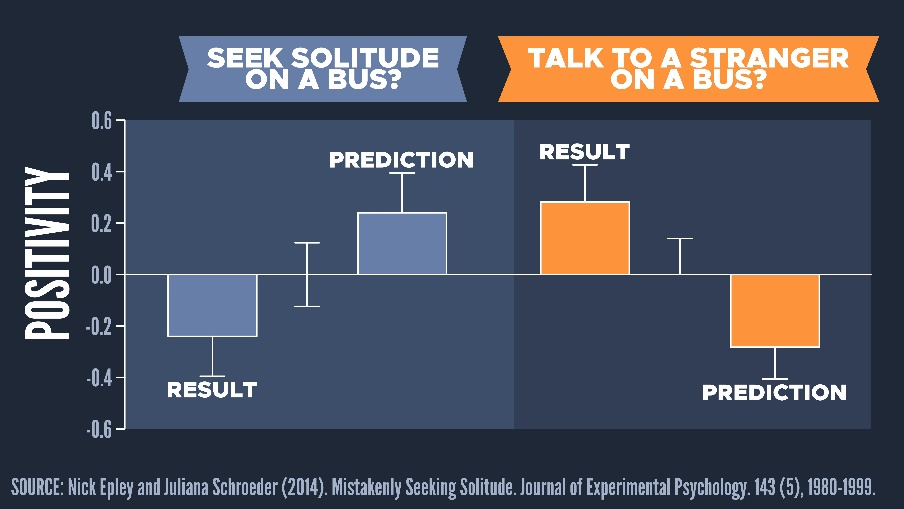 SEEK SOLITUDE
ON A BUS?
TALK TO A STRANGER
ON A BUS?
POSITIVITY
0.6
0.4
0.2
0.0
-0.2
-0.4
-0.6
PREDICTION
RESULT
RESULT
PREDICTION
SOURCE: Nick Epley and Juliana Schroeder (2014). Mistakenly Seeking Solitude. Journal of Experimental Psychology. 143 (5), 1980-1999.